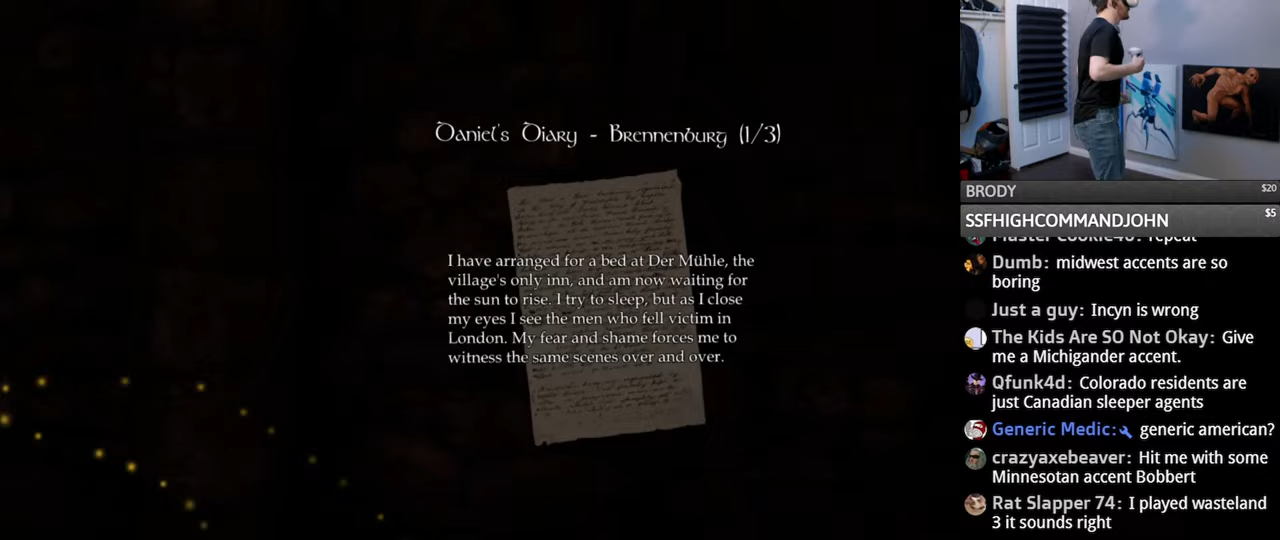 Daniel's Diary - Brennenburg (1/3)
I have arranged for a bed at Der Mühle, the
village's only inn, and am now waiting for
the sun to rise. I try to sleep, but as I close
my eyes I see the men who fell victim in
London. My fear and shame forces me to
witness the same scenes over and over.
BRODY $20
SSFHIGHCOMMANDJOHN $5
repeat
Dumb: midwest accents are so
boring
Just a guy: Incyn is wrong
The Kids Are SO Not Okay: Give
me a Michigander accent.
Qfunk4d: Colorado residents are
just Canadian sleeper agents
Generic Medic: generic american?
crazyaxebeaver: Hit me with some
Minnesotan accent Bobbert
Rat Slapper 74: I played wasteland
3 it sounds right